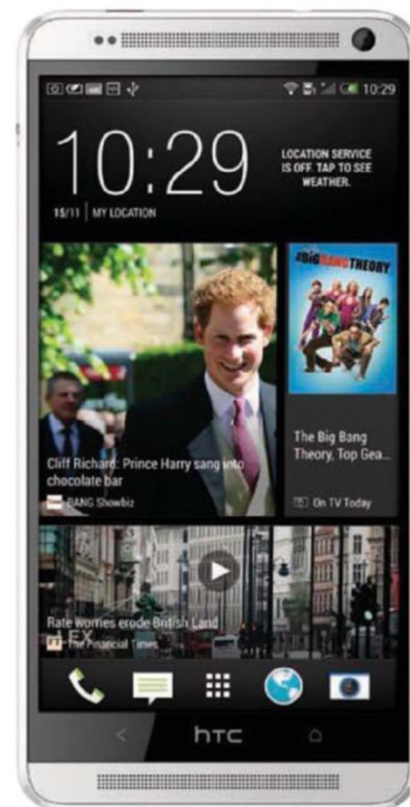 10:29
10:29
LOCATION SERVICE
IS OFF. TAP TO SEE
WEATHER.
15/11 | MY LOCATION
BIG BANG THEORY
Cliff Richard: Prince Harry sang into
chocolate bar
BANG Showbiz
The Big Bang
Theory, Top Gea...
On TV Today
Rate worries erode British Land
LEX
FT The Financial Times
hTC